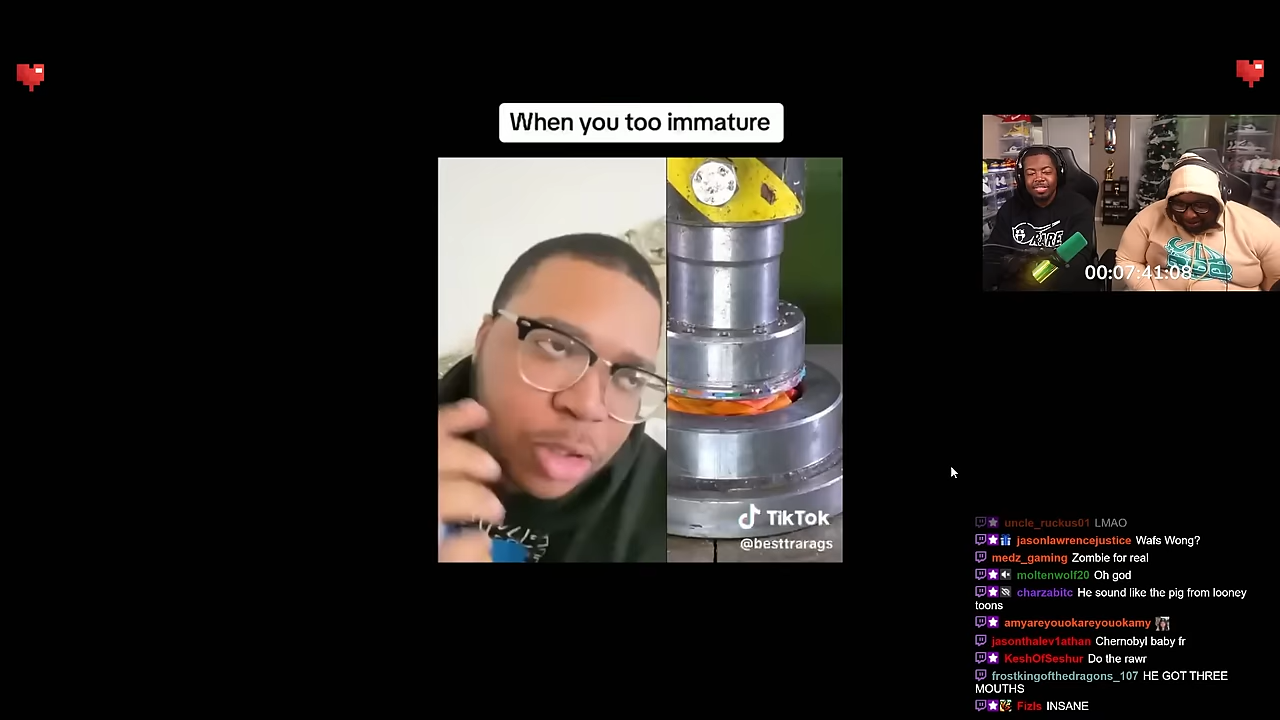 When you too immature
KARE
00:07:41:08
TikTok
@besttrarags
uncle_ruckus01 LMAO
jasonlawrencejustice Wafs Wong?
medz_gaming Zombie for real
moltenwolf20 Oh god
charzabitc He sound like the pig from looney
toons
amyareyouokareyouokamy
jasonthalev1athan Chernobyl baby fr
KeshOfSeshur Do the rawr
frostkingofthedragons_107 HE GOT THREE
MOUTHS
Fizls INSANE